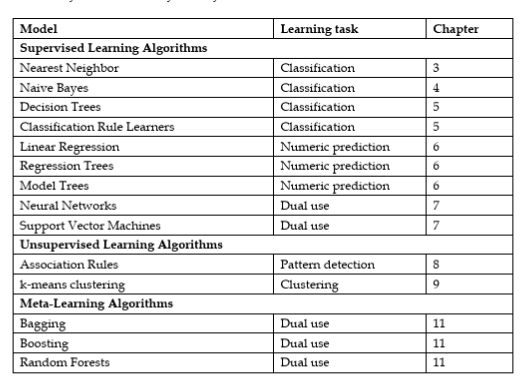 Model Learning task Chapter
Supervised Learning Algorithms
Nearest Neighbor Classification 3
Naive Bayes Classification 4
Decision Trees Classification 5
Classification Rule Learners Classification 5
Linear Regression Numeric prediction 6
Regression Trees Numeric prediction 6
Model Trees Numeric prediction 6
Neural Networks Dual use 7
Support Vector Machines Dual use 7
Unsupervised Learning Algorithms
Association Rules Pattern detection 8
k-means clustering Clustering 9
Meta-Learning Algorithms
Bagging Dual use 11
Boosting Dual use 11
Random Forests Dual use 11